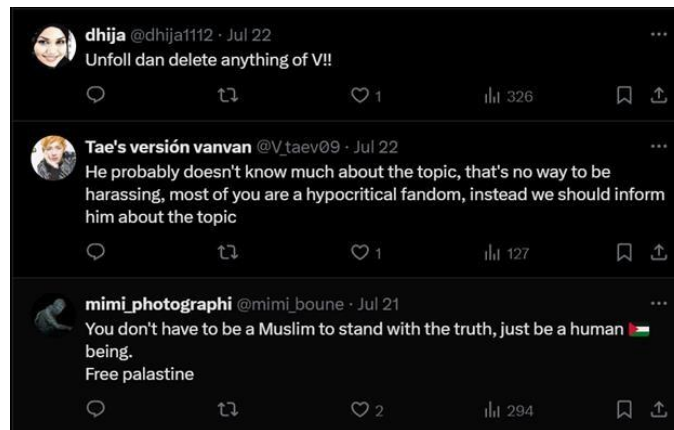 dhija @dhija1112 · Jul 22
Unfoll dan delete anything of V!!
1 326
Tae's versión vanvan @V_taev09 · Jul 22
He probably doesn't know much about the topic, that's no way to be
harassing, most of you are a hypocritical fandom, instead we should inform
him about the topic
1 127
mimi_photographi @mimi_boune · Jul 21
You don't have to be a Muslim to stand with the truth, just be a human 🇵🇸
being.
Free palastine
2 294